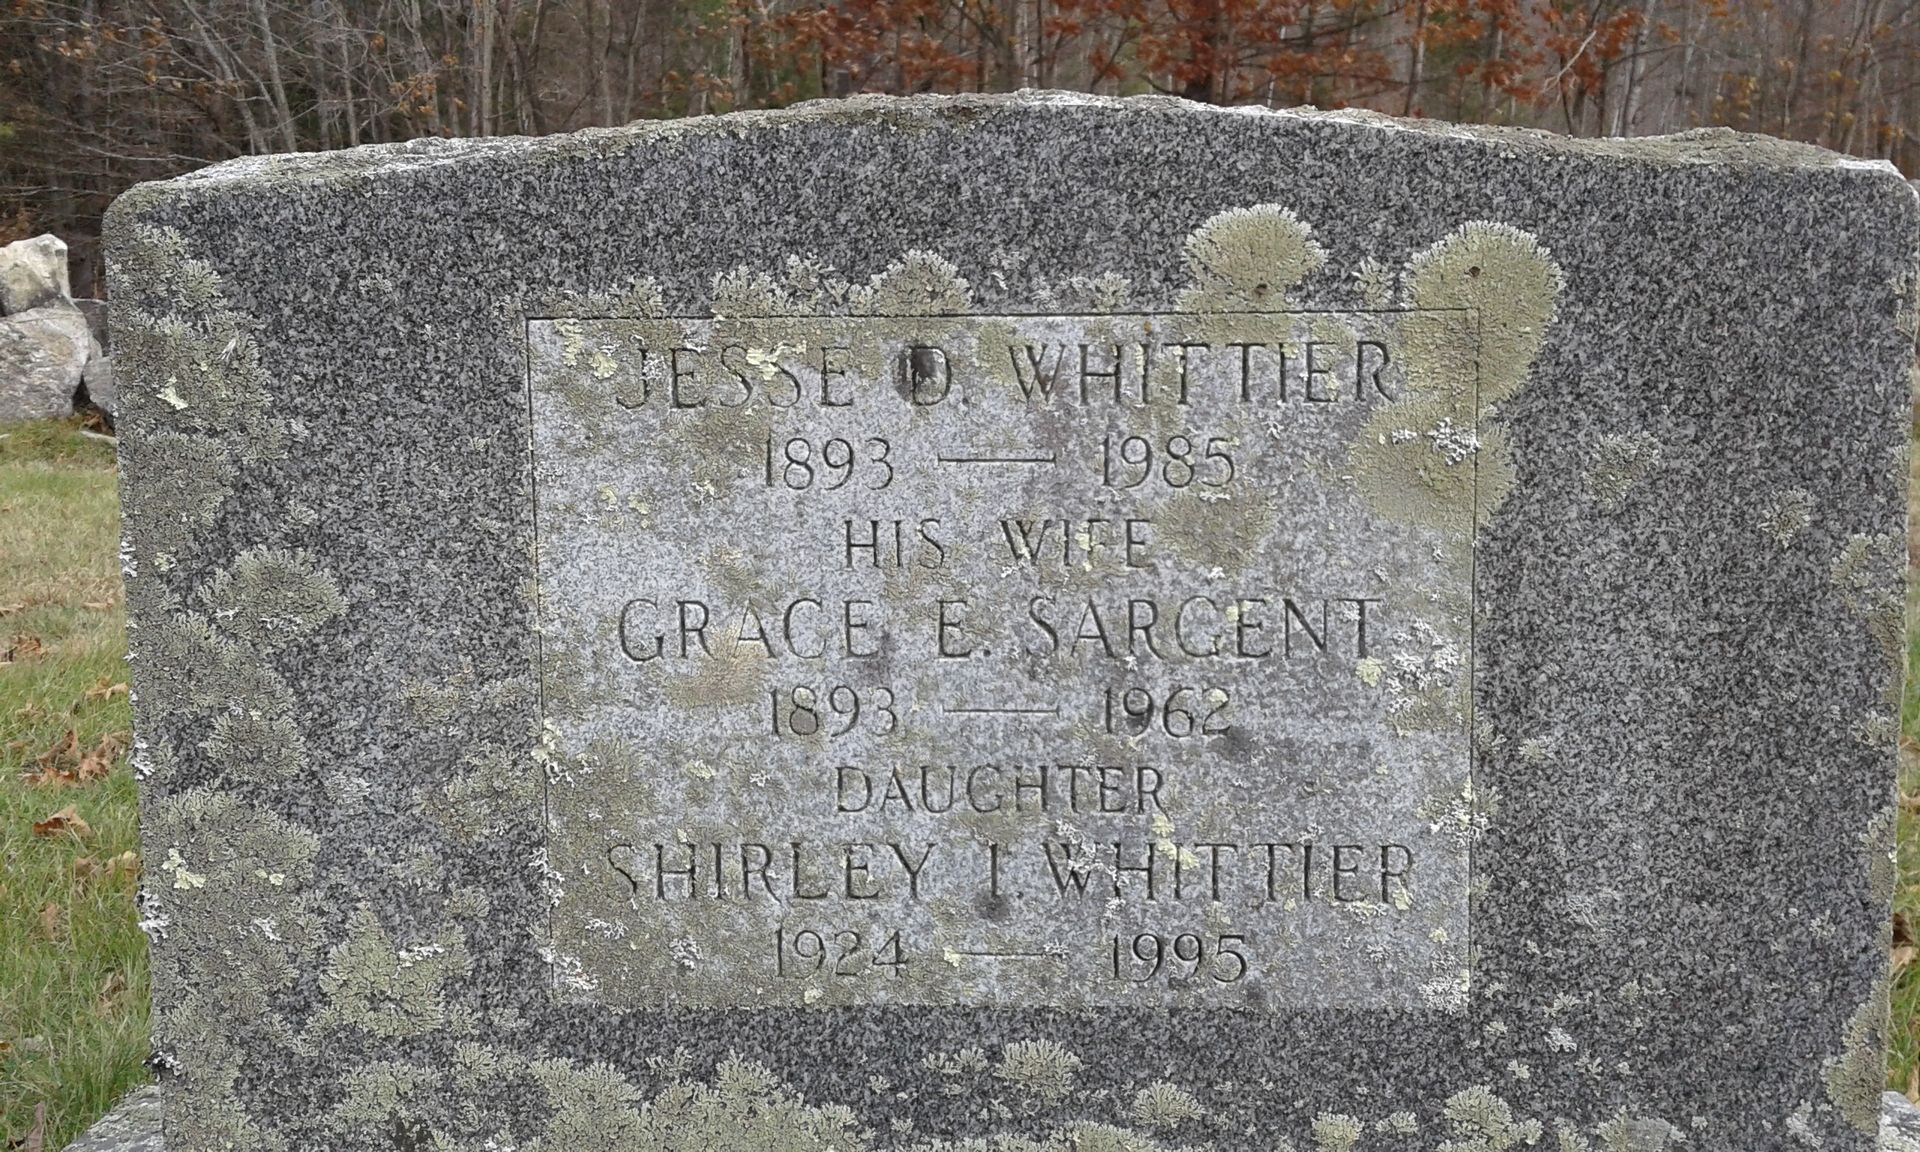 JESSE D. WHITTIER
1893 — 1985
HIS WIFE
GRACE E. SARGENT
1893 — 1962
DAUGHTER
SHIRLEY I. WHITTIER
1924 — 1995